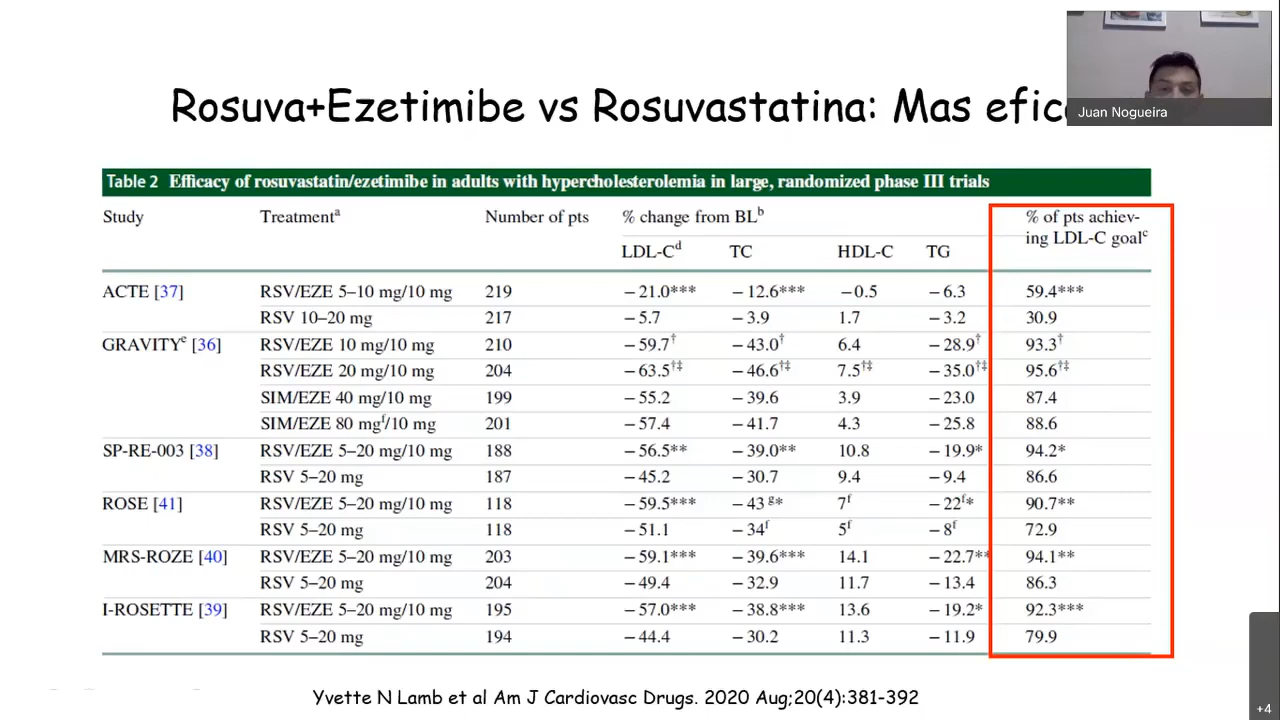 Juan Nogueira
Rosuva+Ezetimibe vs Rosuvastatina: Mas efic
Table 2 Efficacy of rosuvastatin/ezetimibe in adults with hypercholesterolemia in large, randomized phase III trials
Study Treatmentᵃ Number of pts % change from BLᵇ % of pts achiev-
ing LDL-C goalᶜ
LDL-Cᵈ TC HDL-C TG
ACTE [37] RSV/EZE 5–10 mg/10 mg 219 −21.0*** −12.6*** −0.5 −6.3 59.4***
RSV 10–20 mg 217 −5.7 −3.9 1.7 −3.2 30.9
GRAVITYᵉ [36] RSV/EZE 10 mg/10 mg 210 −59.7† −43.0† 6.4 −28.9† 93.3†
RSV/EZE 20 mg/10 mg 204 −63.5†‡ −46.6†‡ 7.5†‡ −35.0†‡ 95.6†‡
SIM/EZE 40 mg/10 mg 199 −55.2 −39.6 3.9 −23.0 87.4
SIM/EZE 80 mgᶠ/10 mg 201 −57.4 −41.7 4.3 −25.8 88.6
SP-RE-003 [38] RSV/EZE 5–20 mg/10 mg 188 −56.5** −39.0** 10.8 −19.9* 94.2*
RSV 5–20 mg 187 −45.2 −30.7 9.4 −9.4 86.6
ROSE [41] RSV/EZE 5–20 mg/10 mg 118 −59.5*** −43ᵍ* 7ᶠ −22ᶠ* 90.7**
RSV 5–20 mg 118 −51.1 −34ᶠ 5ᶠ −8ᶠ 72.9
MRS-ROZE [40] RSV/EZE 5–20 mg/10 mg 203 −59.1*** −39.6*** 14.1 −22.7** 94.1**
RSV 5–20 mg 204 −49.4 −32.9 11.7 −13.4 86.3
I-ROSETTE [39] RSV/EZE 5–20 mg/10 mg 195 −57.0*** −38.8*** 13.6 −19.2* 92.3***
RSV 5–20 mg 194 −44.4 −30.2 11.3 −11.9 79.9
Yvette N Lamb et al Am J Cardiovasc Drugs. 2020 Aug;20(4):381-392
+4